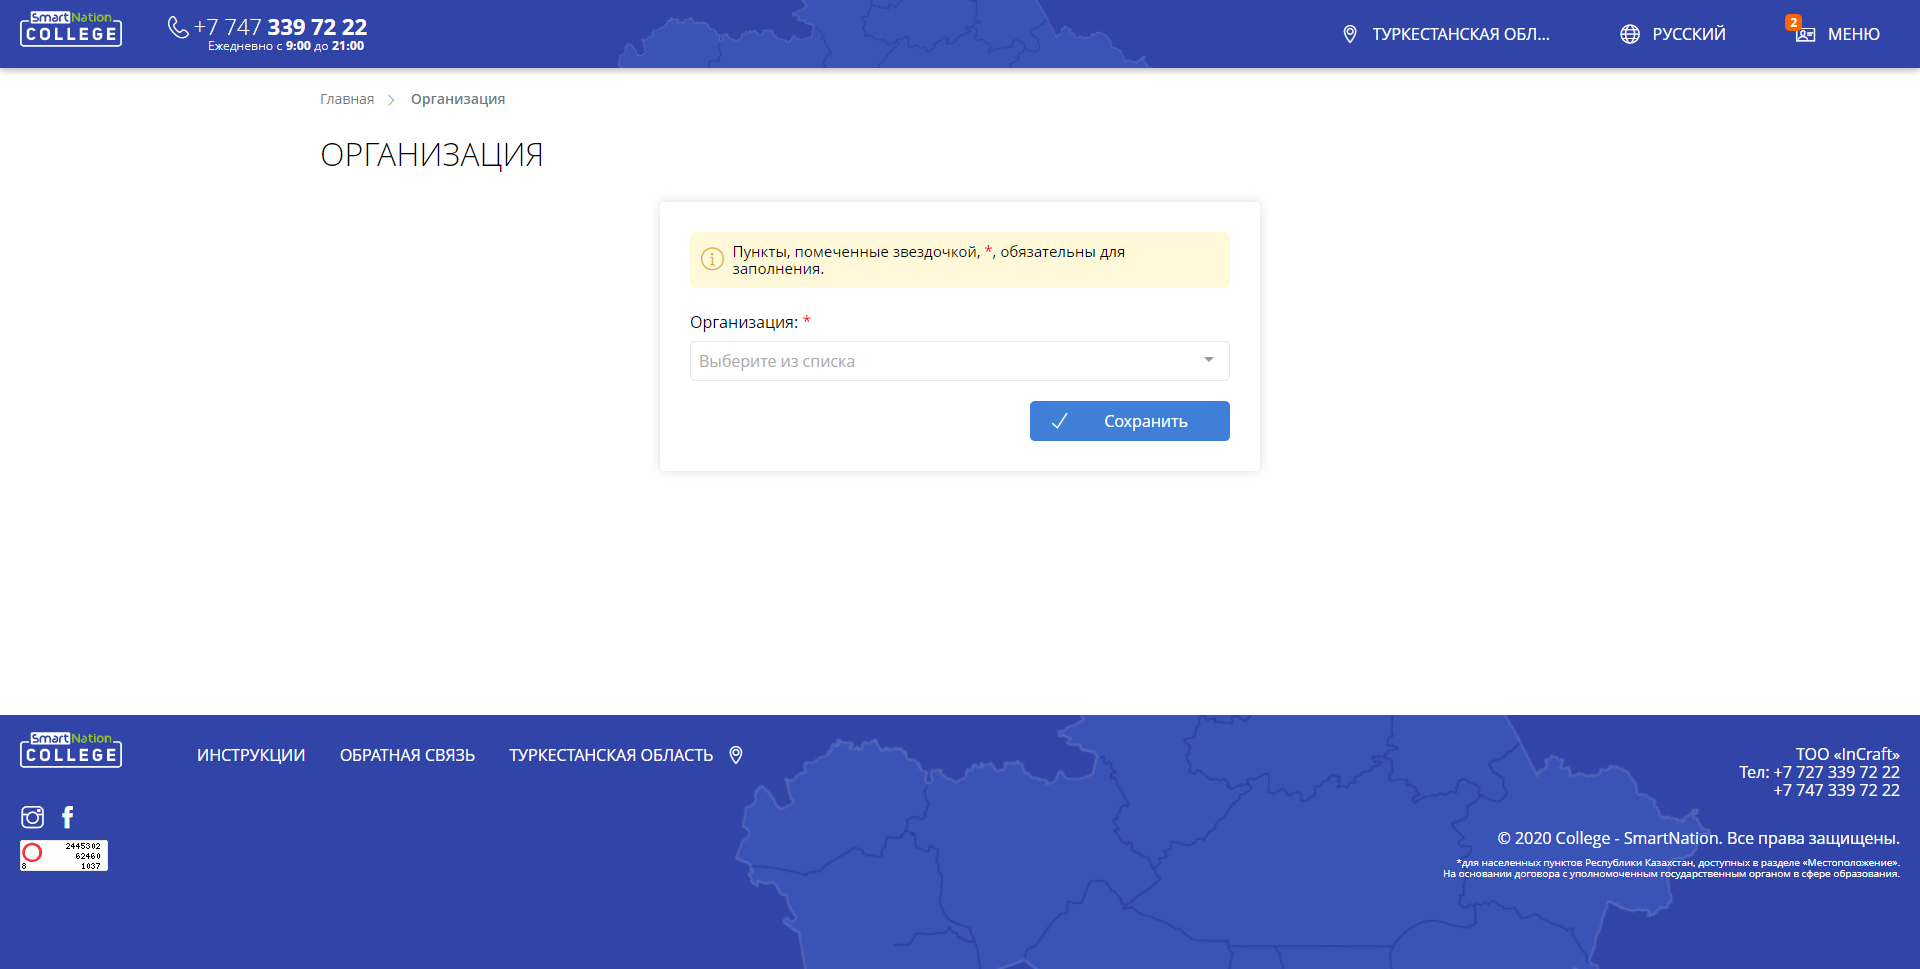 SmartNation
COLLEGE
+7 747 339 72 22
Ежедневно с 9:00 до 21:00
ТУРКЕСТАНСКАЯ ОБЛ...
РУССКИЙ
2
МЕНЮ
Главная
Организация
ОРГАНИЗАЦИЯ
Пункты, помеченные звездочкой, *, обязательны для
заполнения.
Организация: *
Выберите из списка
Сохранить
SmartNation
COLLEGE
ИНСТРУКЦИИ
ОБРАТНАЯ СВЯЗЬ
ТУРКЕСТАНСКАЯ ОБЛАСТЬ
2445302
62460
8
1037
ТОО «InCraft»
Тел: +7 727 339 72 22
+7 747 339 72 22
© 2020 College - SmartNation. Все права защищены.
*для населенных пунктов Республики Казахстан, доступных в разделе «Местоположение».
На основании договора с уполномоченным государственным органом в сфере образования.